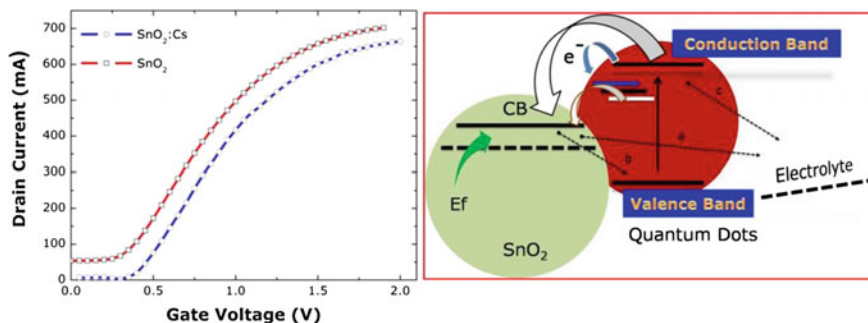 700
600
500
400
300
200
100
0
Drain Current (mA)
SnO₂:Cs
SnO₂
0.0
0.5
1.0
1.5
2.0
Gate Voltage (V)
Conduction Band
e⁻
CB
c
a
b
Electrolyte
Ef
Valence Band
Quantum Dots
SnO₂